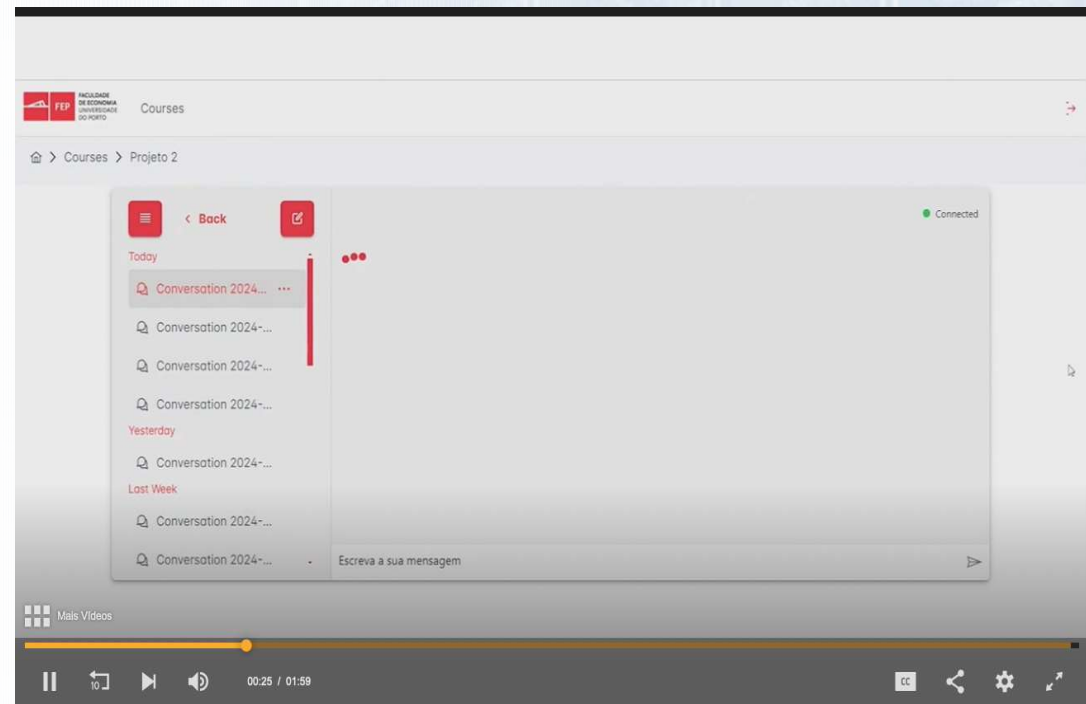 FEP
FACULDADE
DE ECONOMIA
UNIVERSIDADE
DO PORTO
Courses
Courses > Projeto 2
< Back
Connected
Today
Conversation 2024... ...
Conversation 2024-...
Conversation 2024-...
Conversation 2024-...
Yesterday
Conversation 2024-...
Last Week
Conversation 2024-...
Conversation 2024-...
Escreva a sua mensagem
Mais Vídeos
10
00:25 / 01:59
CC